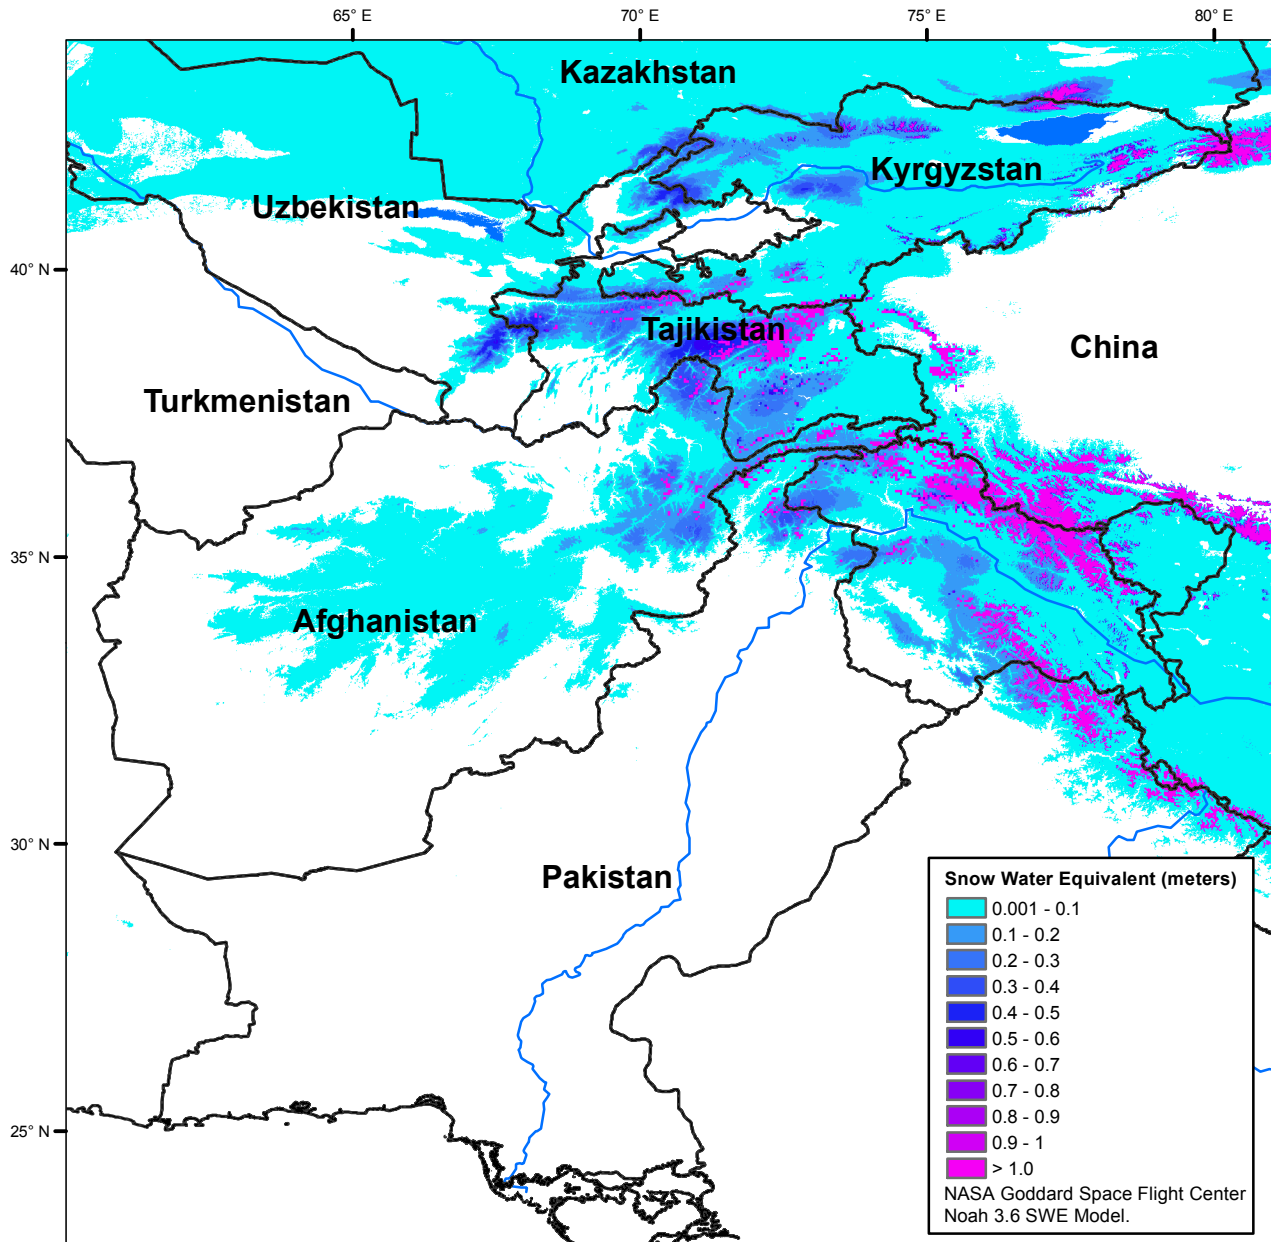 65° E
70° E
75° E
80° E
Kazakhstan
Kyrgyzstan
Uzbekistan
40° N
Tajikistan
China
Turkmenistan
35° N
Afghanistan
30° N
Pakistan
Snow Water Equivalent (meters)
0.001 - 0.1
0.1 - 0.2
0.2 - 0.3
0.3 - 0.4
0.4 - 0.5
0.5 - 0.6
0.6 - 0.7
0.7 - 0.8
0.8 - 0.9
0.9 - 1
> 1.0
25° N
NASA Goddard Space Flight Center
Noah 3.6 SWE Model.